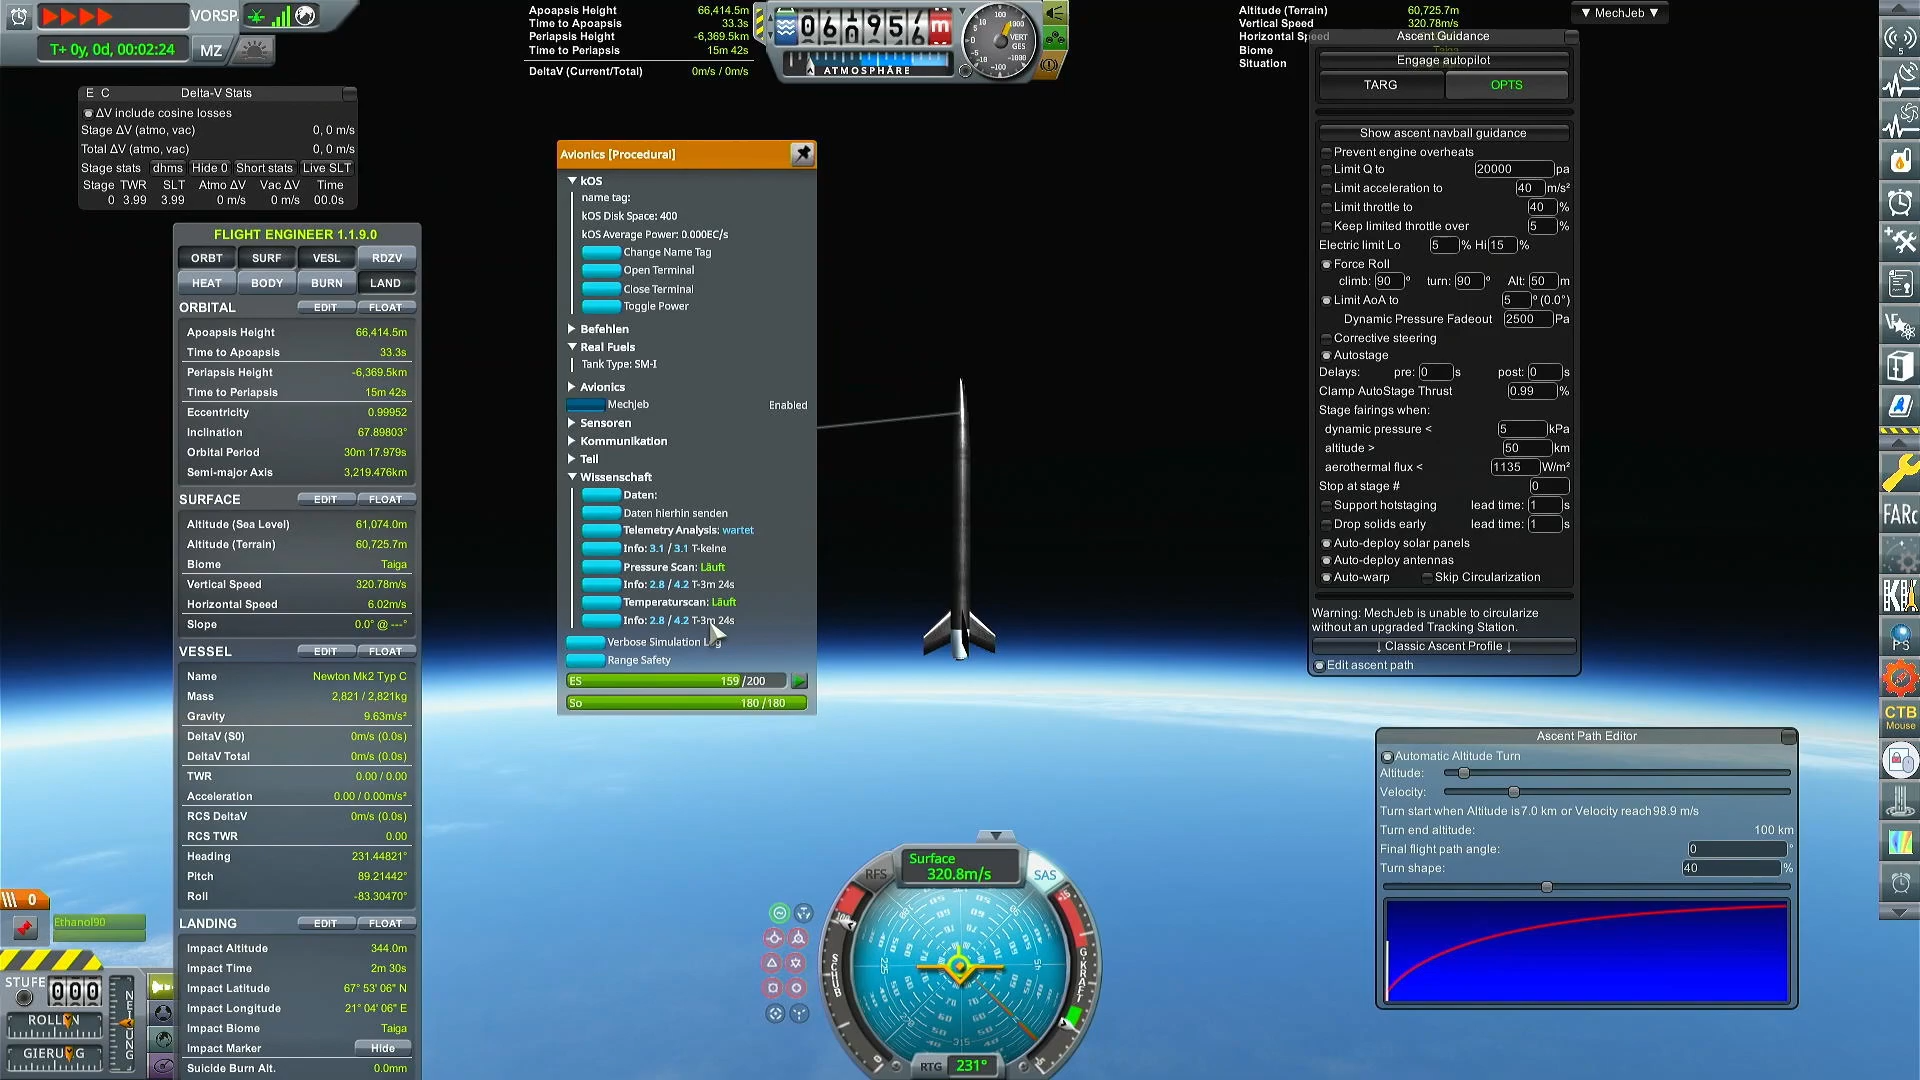 VORSP.
T+ 0y, 0d, 00:02:24
MZ
Apoapsis Height 66,414.5m
Time to Apoapsis 33.3s
Periapsis Height -6,369.5km
Time to Periapsis 15m 42s
DeltaV (Current/Total) 0m/s / 0m/s
m
ATMOSPHÄRE
VERT
GES
Altitude (Terrain) 60,725.7m
Vertical Speed 320.78m/s
Horizontal Speed
Biome Taiga
Situation
▼ MechJeb ▼
E C Delta-V Stats
ΔV include cosine losses
Stage ΔV (atmo, vac) 0, 0 m/s
Total ΔV (atmo, vac) 0, 0 m/s
Stage stats dhms Hide 0 Short stats Live SLT
Stage TWR SLT Atmo ΔV Vac ΔV Time
0 3.99 3.99 0 m/s 0 m/s 00.0s
FLIGHT ENGINEER 1.1.9.0
ORBT SURF VESL RDZV
HEAT BODY BURN LAND
ORBITAL EDIT FLOAT
Apoapsis Height 66,414.5m
Time to Apoapsis 33.3s
Periapsis Height -6,369.5km
Time to Periapsis 15m 42s
Eccentricity 0.99952
Inclination 67.89803°
Orbital Period 30m 17.979s
Semi-major Axis 3,219.476km
SURFACE EDIT FLOAT
Altitude (Sea Level) 61,074.0m
Altitude (Terrain) 60,725.7m
Biome Taiga
Vertical Speed 320.78m/s
Horizontal Speed 6.02m/s
Slope 0.0° @ ---°
VESSEL EDIT FLOAT
Name Newton Mk2 Typ C
Mass 2,821 / 2,821kg
Gravity 9.63m/s²
DeltaV (S0) 0m/s (0.0s)
DeltaV Total 0m/s (0.0s)
TWR 0.00 / 0.00
Acceleration 0.00 / 0.00m/s²
RCS DeltaV 0m/s (0.0s)
RCS TWR 0.00
Heading 231.44821°
Pitch 89.21442°
Roll -83.30470°
LANDING EDIT FLOAT
Impact Altitude 344.0m
Impact Time 2m 30s
Impact Latitude 67° 53' 06" N
Impact Longitude 21° 04' 06" E
Impact Biome Taiga
Impact Marker Hide
Suicide Burn Alt. 0.0mm
Avionics [Procedural]
▼ kOS
name tag:
kOS Disk Space: 400
kOS Average Power: 0.000EC/s
Change Name Tag
Open Terminal
Close Terminal
Toggle Power
▶ Befehlen
▼ Real Fuels
Tank Type: SM-I
▶ Avionics
MechJeb Enabled
▶ Sensoren
▶ Kommunikation
▶ Teil
▼ Wissenschaft
Daten:
Daten hierhin senden
Telemetry Analysis: wartet
Info: 3.1 / 3.1 T-keine
Pressure Scan: Läuft
Info: 2.8 / 4.2 T-3m 24s
Temperaturscan: Läuft
Info: 2.8 / 4.2 T-3m 24s
Verbose Simulation
Range Safety
ES 159 /200
So 180 /180
Ascent Guidance
Engage autopilot
TARG OPTS
Show ascent navball guidance
Prevent engine overheats
Limit Q to 20000 pa
Limit acceleration to 40 m/s²
Limit throttle to 40 %
Keep limited throttle over 5 %
Electric limit Lo 5 % Hi 15 %
Force Roll
climb: 90 ° turn: 90 ° Alt: 50 m
Limit AoA to 5 ° (0.0°)
Dynamic Pressure Fadeout 2500 Pa
Corrective steering
Autostage
Delays: pre: 0 s post: 0 s
Clamp AutoStage Thrust 0.99 %
Stage fairings when:
dynamic pressure < 5 kPa
altitude > 50 km
aerothermal flux < 1135 W/m²
Stop at stage # 0
Support hotstaging lead time: 1 s
Drop solids early lead time: 1 s
Auto-deploy solar panels
Auto-deploy antennas
Auto-warp Skip Circularization
Warning: MechJeb is unable to circularize
without an upgraded Tracking Station.
↓ Classic Ascent Profile ↓
Edit ascent path
Ascent Path Editor
Automatic Altitude Turn
Altitude:
Velocity:
Turn start when Altitude is7.0 km or Velocity reach98.9 m/s
Turn end altitude: 100 km
Final flight path angle: 0 °
Turn shape: 40 %
Surface
320.8m/s
RFS SAS
SCHUB
G-KRAFT
RTG 231°
0
Ethanol90
STUFE 000
ROLLEN
GIERUNG
NEIGUNG
5
FARc
PS
CTB
Mouse